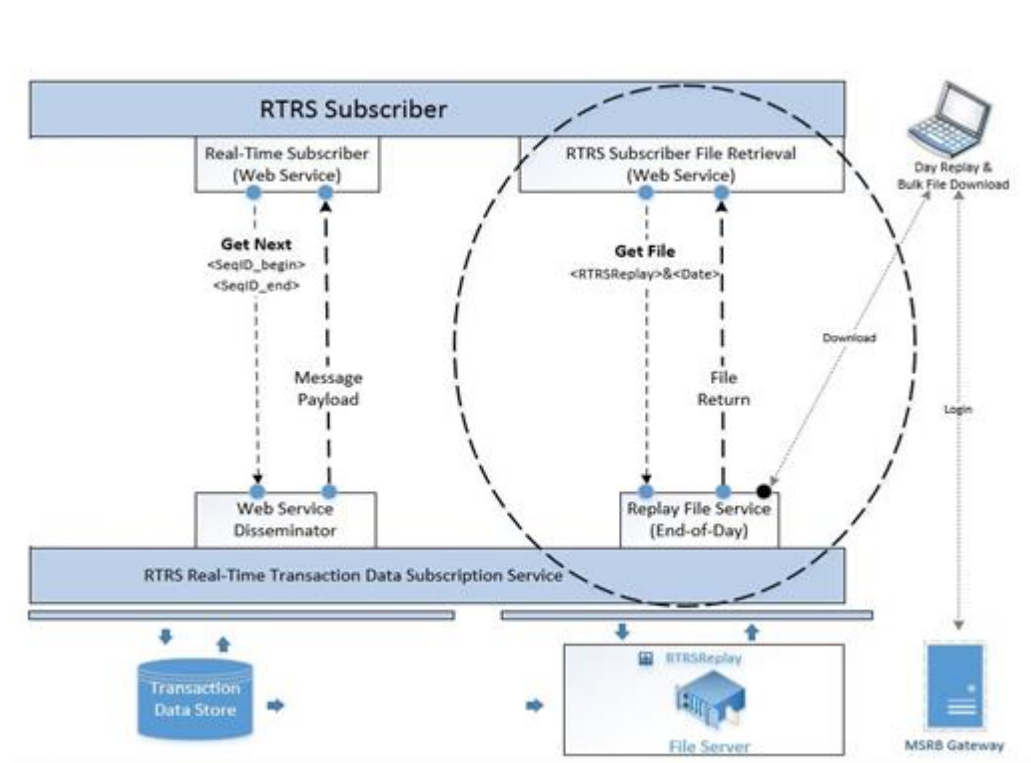 RTRS Subscriber
Real-Time Subscriber
(Web Service)
RTRS Subscriber File Retrieval
(Web Service)
Day Replay &
Bulk File Download
Get Next
<SeqID_begin>
<SeqID_end>
Get File
<RTRSReplay>&<Date>
Download
Message
Payload
File
Return
Login
Web Service
Disseminator
Replay File Service
(End-of-Day)
RTRS Real-Time Transaction Data Subscription Service
Transaction
Data Store
RTRSReplay
File Server
MSRB Gateway